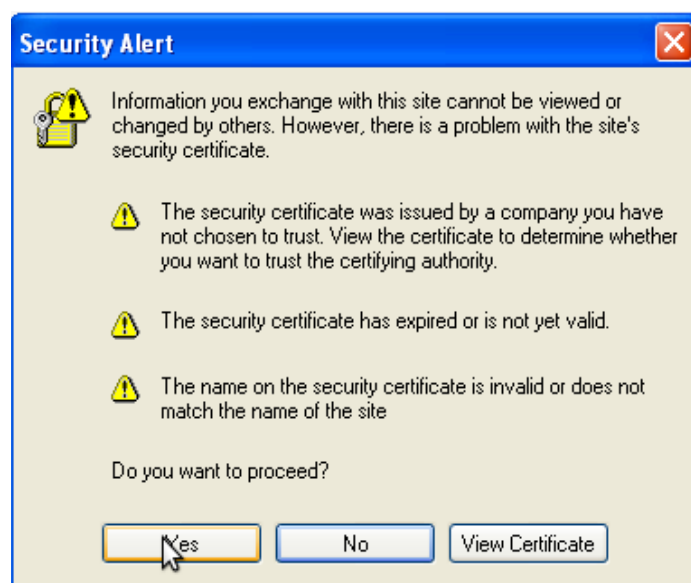 Security Alert
Information you exchange with this site cannot be viewed or
changed by others. However, there is a problem with the site's
security certificate.
The security certificate was issued by a company you have
not chosen to trust. View the certificate to determine whether
you want to trust the certifying authority.
The security certificate has expired or is not yet valid.
The name on the security certificate is invalid or does not
match the name of the site
Do you want to proceed?
Yes No View Certificate